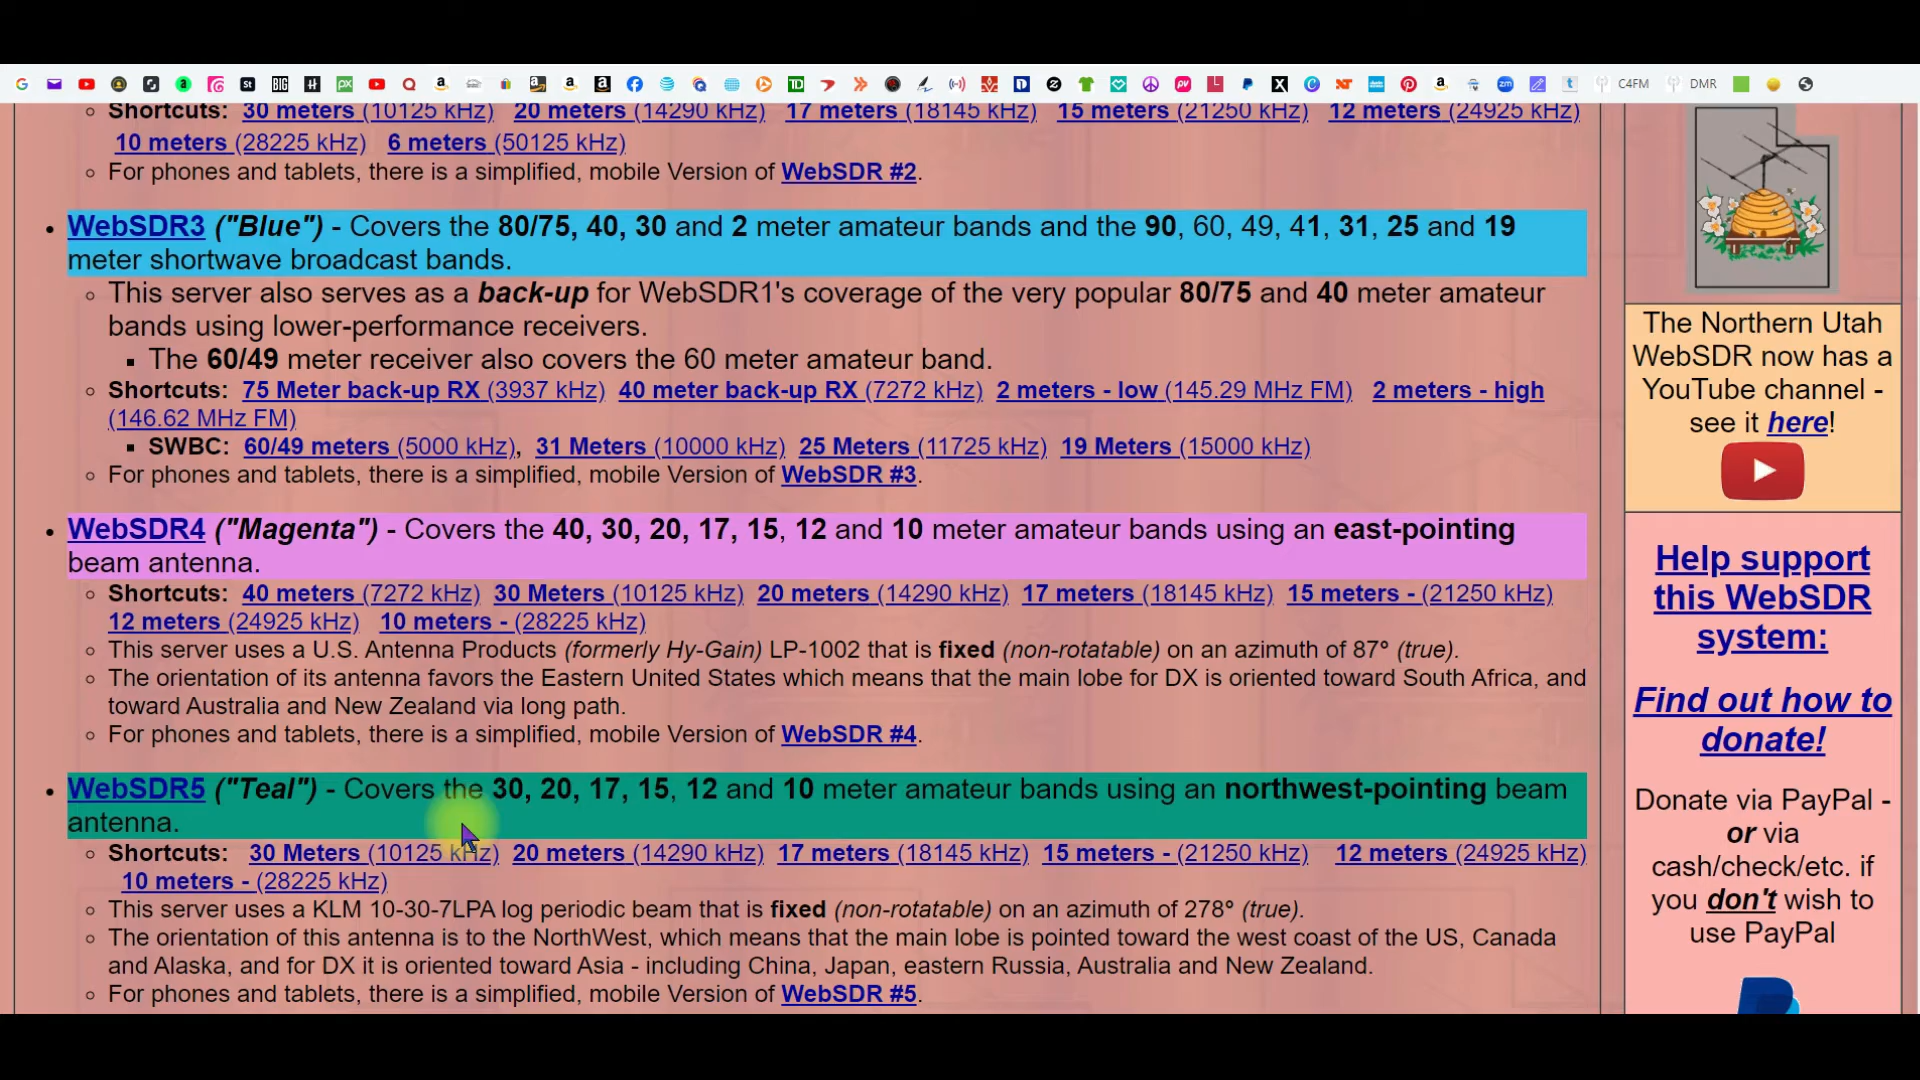 C4FM DMR
Shortcuts: 30 meters (10125 kHz) 20 meters (14290 kHz) 17 meters (18145 kHz) 15 meters (21250 kHz) 12 meters (24925 kHz)
10 meters (28225 kHz) 6 meters (50125 kHz)
For phones and tablets, there is a simplified, mobile Version of WebSDR #2.
WebSDR3 ("Blue") - Covers the 80/75, 40, 30 and 2 meter amateur bands and the 90, 60, 49, 41, 31, 25 and 19
meter shortwave broadcast bands.
This server also serves as a back-up for WebSDR1's coverage of the very popular 80/75 and 40 meter amateur
bands using lower-performance receivers.
The 60/49 meter receiver also covers the 60 meter amateur band.
Shortcuts: 75 Meter back-up RX (3937 kHz) 40 meter back-up RX (7272 kHz) 2 meters - low (145.29 MHz FM) 2 meters - high
(146.62 MHz FM)
SWBC: 60/49 meters (5000 kHz), 31 Meters (10000 kHz) 25 Meters (11725 kHz) 19 Meters (15000 kHz)
For phones and tablets, there is a simplified, mobile Version of WebSDR #3.
WebSDR4 ("Magenta") - Covers the 40, 30, 20, 17, 15, 12 and 10 meter amateur bands using an east-pointing
beam antenna.
Shortcuts: 40 meters (7272 kHz) 30 Meters (10125 kHz) 20 meters (14290 kHz) 17 meters (18145 kHz) 15 meters - (21250 kHz)
12 meters (24925 kHz) 10 meters - (28225 kHz)
This server uses a U.S. Antenna Products (formerly Hy-Gain) LP-1002 that is fixed (non-rotatable) on an azimuth of 87° (true).
The orientation of its antenna favors the Eastern United States which means that the main lobe for DX is oriented toward South Africa, and
toward Australia and New Zealand via long path.
For phones and tablets, there is a simplified, mobile Version of WebSDR #4.
WebSDR5 ("Teal") - Covers the 30, 20, 17, 15, 12 and 10 meter amateur bands using an northwest-pointing beam
antenna.
Shortcuts: 30 Meters (10125 kHz) 20 meters (14290 kHz) 17 meters (18145 kHz) 15 meters - (21250 kHz) 12 meters (24925 kHz)
10 meters - (28225 kHz)
This server uses a KLM 10-30-7LPA log periodic beam that is fixed (non-rotatable) on an azimuth of 278° (true).
The orientation of this antenna is to the NorthWest, which means that the main lobe is pointed toward the west coast of the US, Canada
and Alaska, and for DX it is oriented toward Asia - including China, Japan, eastern Russia, Australia and New Zealand.
For phones and tablets, there is a simplified, mobile Version of WebSDR #5.
The Northern Utah
WebSDR now has a
YouTube channel -
see it here!
Help support
this WebSDR
system:
Find out how to
donate!
Donate via PayPal -
or via
cash/check/etc. if
you don't wish to
use PayPal